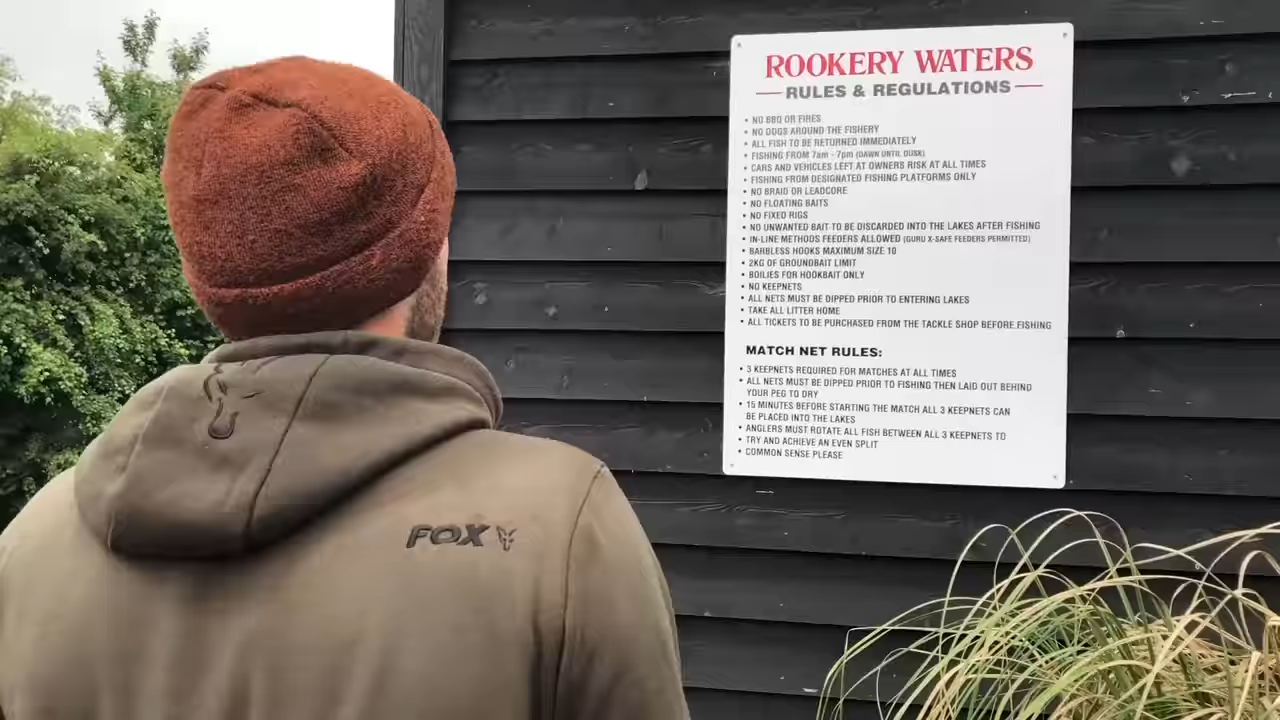 ROOKERY WATERS
RULES & REGULATIONS
• NO BBQ OR FIRES
• NO DOGS AROUND THE FISHERY
• ALL FISH TO BE RETURNED IMMEDIATELY
• FISHING FROM 7am - 7pm (DAWN UNTIL DUSK)
• CARS AND VEHICLES LEFT AT OWNERS RISK AT ALL TIMES
• FISHING FROM DESIGNATED FISHING PLATFORMS ONLY
• NO BRAID OR LEADCORE
• NO FLOATING BAITS
• NO FIXED RIGS
• NO UNWANTED BAIT TO BE DISCARDED INTO THE LAKES AFTER FISHING
• IN-LINE METHODS FEEDERS ALLOWED (GURU X-SAFE FEEDERS PERMITTED)
• BARBLESS HOOKS MAXIMUM SIZE 10
• 2KG OF GROUNDBAIT LIMIT
• BOILIES FOR HOOKBAIT ONLY
• NO KEEPNETS
• ALL NETS MUST BE DIPPED PRIOR TO ENTERING LAKES
• TAKE ALL LITTER HOME
• ALL TICKETS TO BE PURCHASED FROM THE TACKLE SHOP BEFORE FISHING
MATCH NET RULES:
• 3 KEEPNETS REQUIRED FOR MATCHES AT ALL TIMES
• ALL NETS MUST BE DIPPED PRIOR TO FISHING THEN LAID OUT BEHIND
YOUR PEG TO DRY
• 15 MINUTES BEFORE STARTING THE MATCH ALL 3 KEEPNETS CAN
BE PLACED INTO THE LAKES
• ANGLERS MUST ROTATE ALL FISH BETWEEN ALL 3 KEEPNETS TO
• TRY AND ACHIEVE AN EVEN SPLIT
• COMMON SENSE PLEASE
FOX